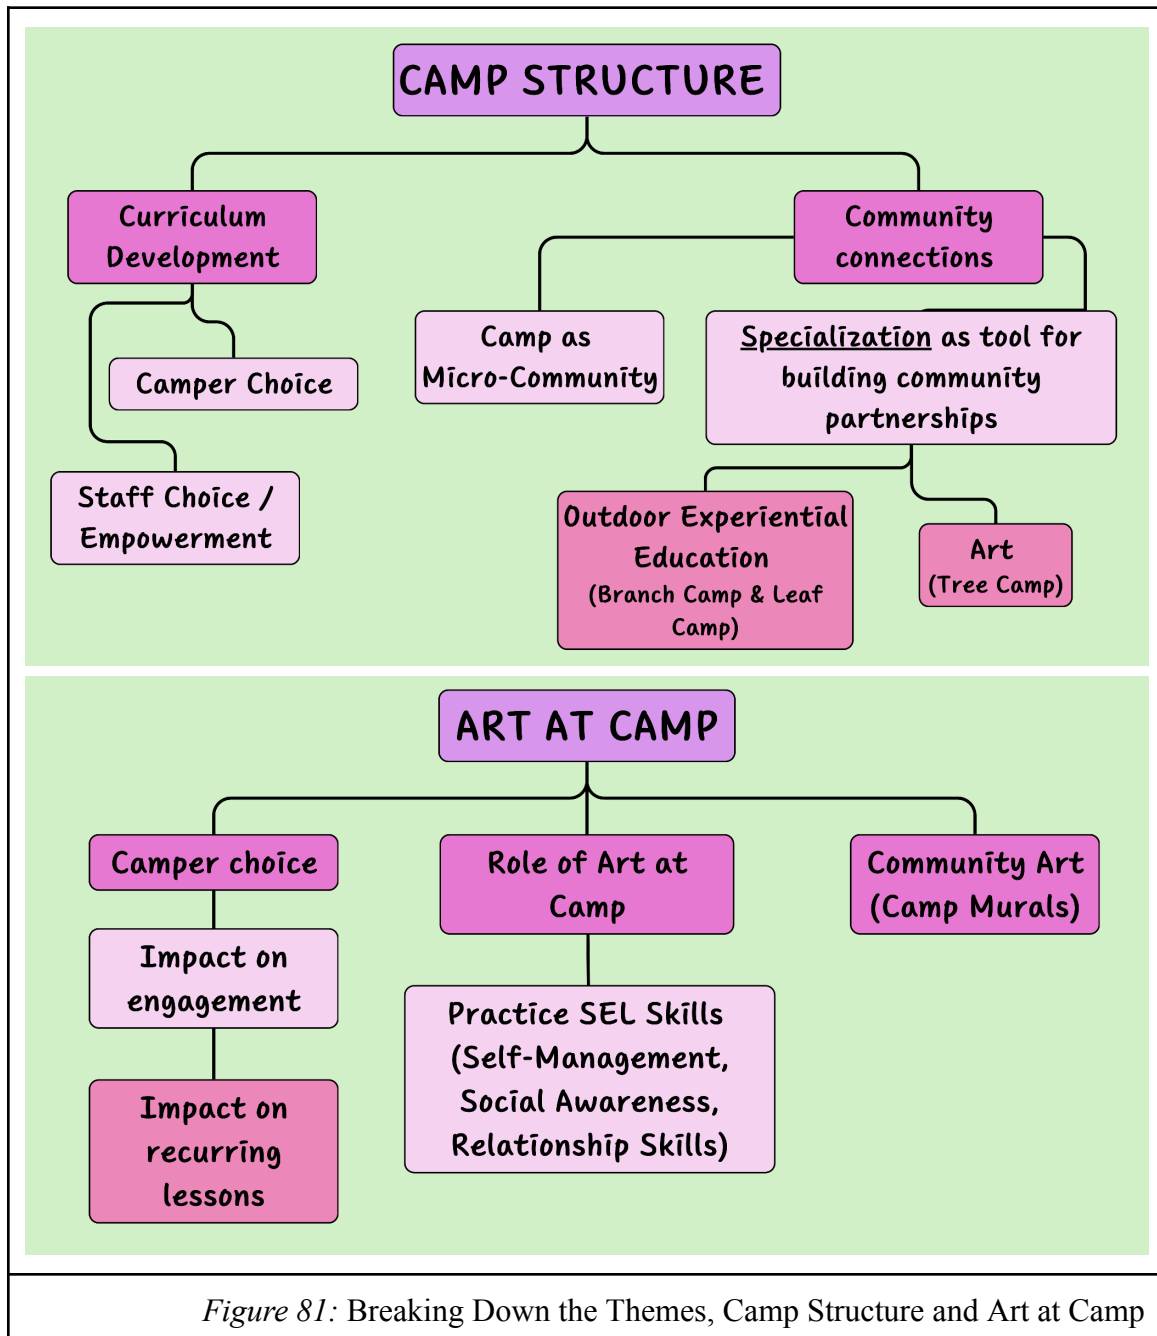 CAMP STRUCTURE
Curriculum
Development
Community
connections
Camper Choice
Staff Choice /
Empowerment
Camp as
Micro-Community
Specialization as tool for
building community
partnerships
Outdoor Experiential
Education
(Branch Camp & Leaf
Camp)
Art
(Tree Camp)
ART AT CAMP
Camper choice
Impact on
engagement
Impact on
recurring
lessons
Role of Art at
Camp
Practice SEL Skills
(Self-Management,
Social Awareness,
Relationship Skills)
Community Art
(Camp Murals)
Figure 81: Breaking Down the Themes, Camp Structure and Art at Camp